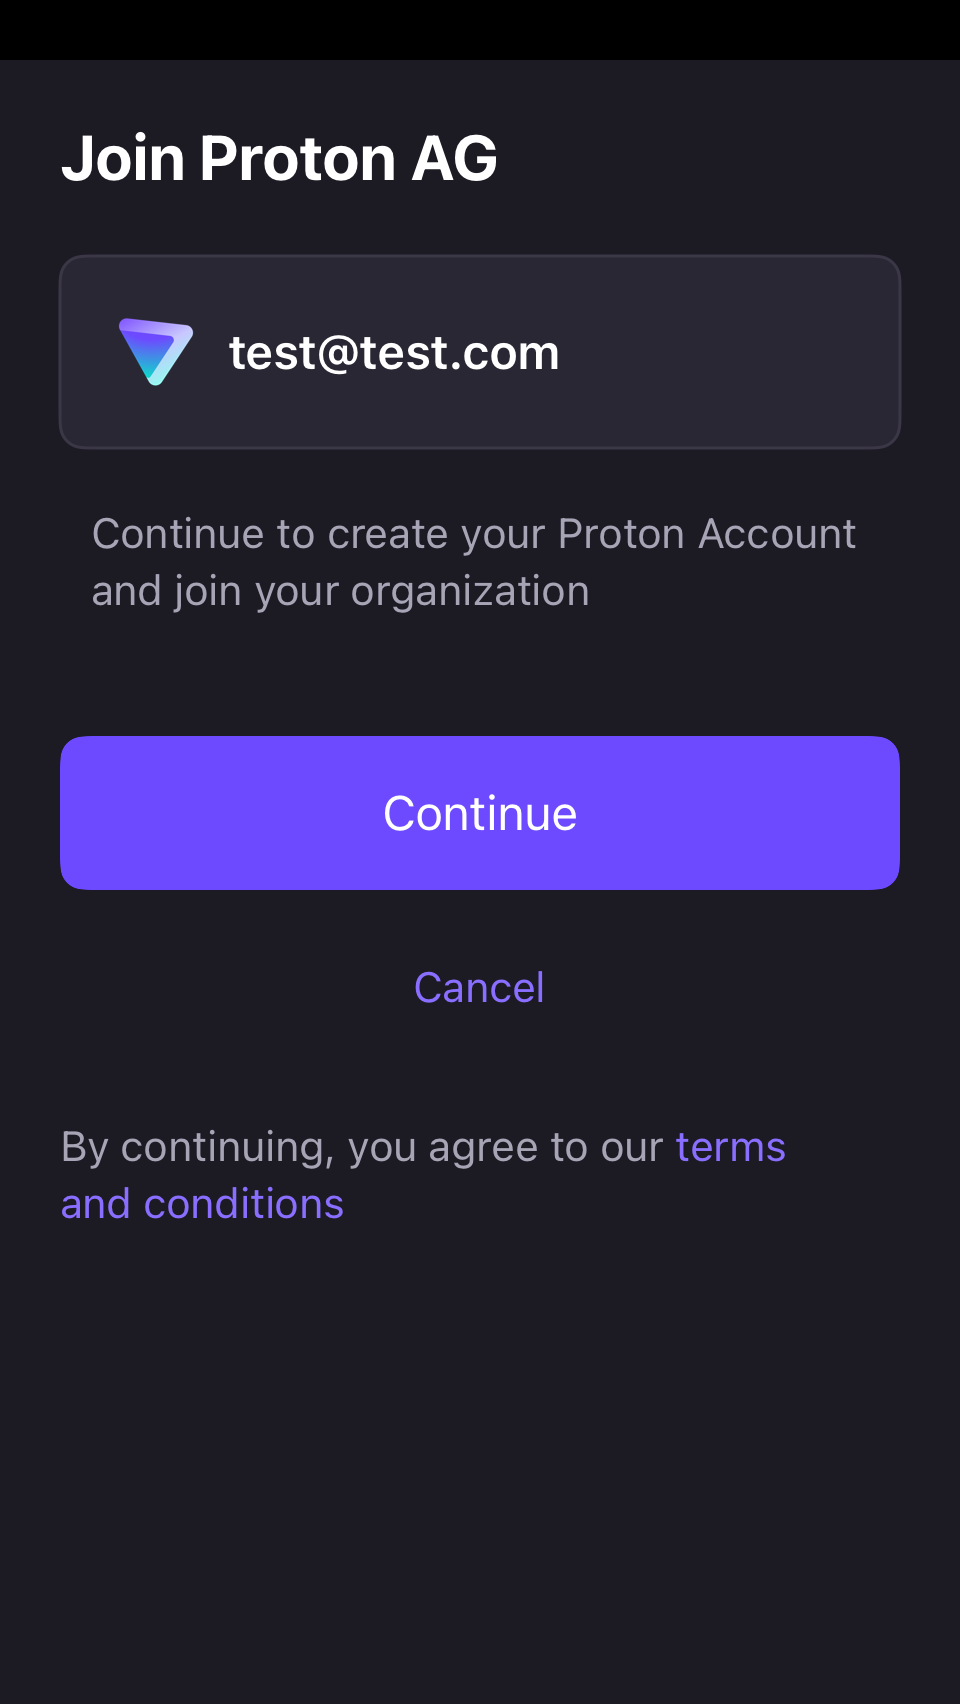 Join Proton AG
test@test.com
Continue to create your Proton Account
and join your organization
Continue
Cancel
By continuing, you agree to our terms
and conditions